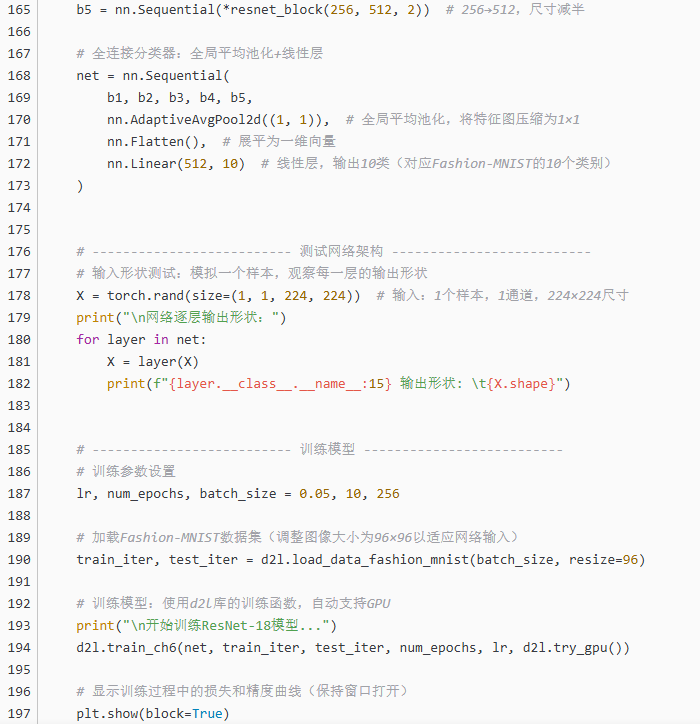 165 b5 = nn.Sequential(*resnet_block(256, 512, 2))  # 256→512，尺寸减半
166
167 # 全连接分类器：全局平均池化+线性层
168 net = nn.Sequential(
169     b1, b2, b3, b4, b5,
170     nn.AdaptiveAvgPool2d((1, 1)),  # 全局平均池化，将特征图压缩为1×1
171     nn.Flatten(),  # 展平为一维向量
172     nn.Linear(512, 10)  # 线性层，输出10类（对应Fashion-MNIST的10个类别）
173 )
174
175
176 # -------------------------- 测试网络架构 --------------------------
177 # 输入形状测试：模拟一个样本，观察每一层的输出形状
178 X = torch.rand(size=(1, 1, 224, 224))  # 输入：1个样本，1通道，224×224尺寸
179 print("\n网络逐层输出形状：")
180 for layer in net:
181     X = layer(X)
182     print(f"{layer.__class__.__name__:15} 输出形状: \t{X.shape}")
183
184
185 # -------------------------- 训练模型 --------------------------
186 # 训练参数设置
187 lr, num_epochs, batch_size = 0.05, 10, 256
188
189 # 加载Fashion-MNIST数据集（调整图像大小为96×96以适应网络输入）
190 train_iter, test_iter = d2l.load_data_fashion_mnist(batch_size, resize=96)
191
192 # 训练模型：使用d2l库的训练函数，自动支持GPU
193 print("\n开始训练ResNet-18模型...")
194 d2l.train_ch6(net, train_iter, test_iter, num_epochs, lr, d2l.try_gpu())
195
196 # 显示训练过程中的损失和精度曲线（保持窗口打开）
197 plt.show(block=True)